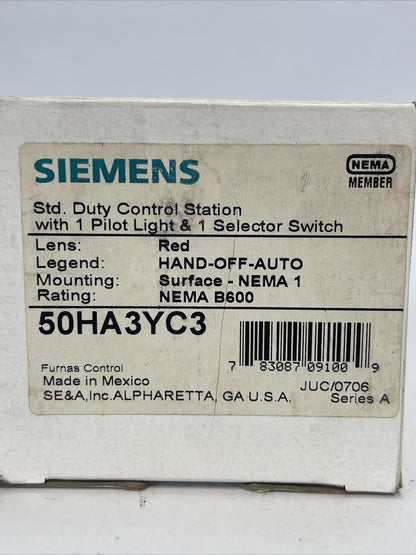 SIEMENS
NEMA
MEMBER
Std. Duty Control Station
with 1 Pilot Light & 1 Selector Switch
Lens: Red
Legend: HAND-OFF-AUTO
Mounting: Surface - NEMA 1
Rating: NEMA B600
50HA3YC3
7 83087 09100 9
Furnas Control
Made in Mexico
JUC/0706
SE&A,Inc.ALPHARETTA, GA U.S.A. Series A